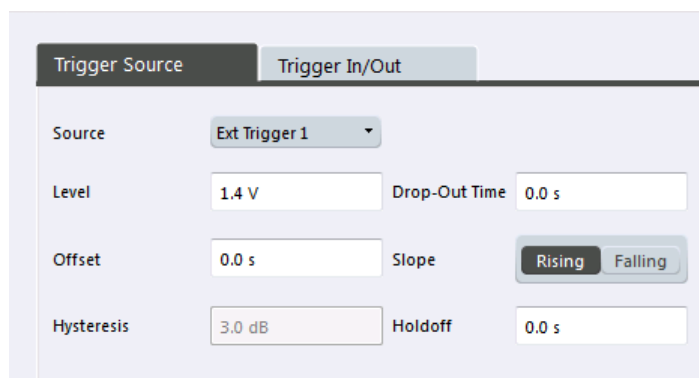 Trigger Source Trigger In/Out
Source Ext Trigger 1
Level 1.4 V Drop-Out Time 0.0 s
Offset 0.0 s Slope Rising Falling
Hysteresis 3.0 dB Holdoff 0.0 s